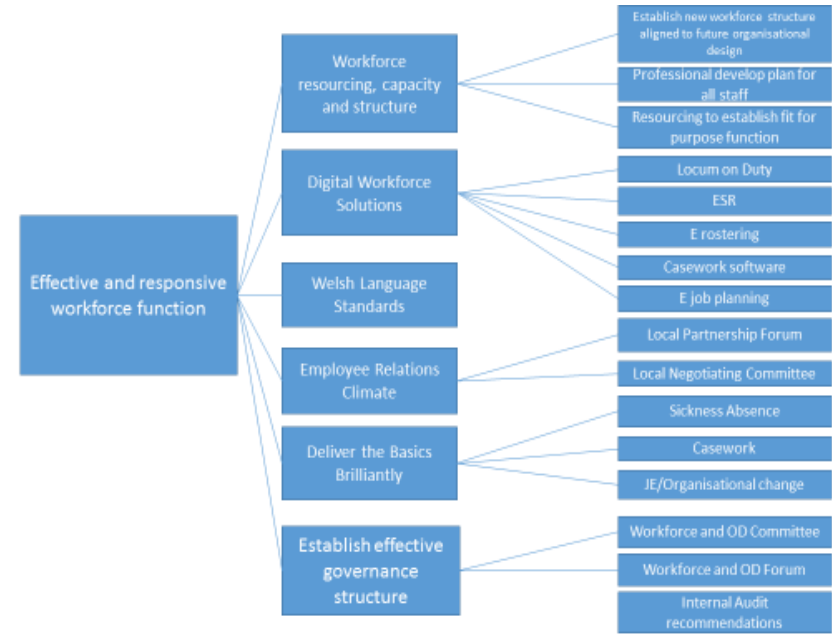 Effective and responsive
workforce function
Workforce
resourcing, capacity
and structure
Establish new workforce structure
aligned to future organisational
design
Professional develop plan for
all staff
Resourcing to establish fit for
purpose function
Digital Workforce
Solutions
Locum on Duty
ESR
E rostering
Casework software
E job planning
Welsh Language
Standards
Employee Relations
Climate
Local Partnership Forum
Local Negotiating Committee
Deliver the Basics
Brilliantly
Sickness Absence
Casework
JE/Organisational change
Establish effective
governance
structure
Workforce and OD Committee
Workforce and OD Forum
Internal Audit
recommendations